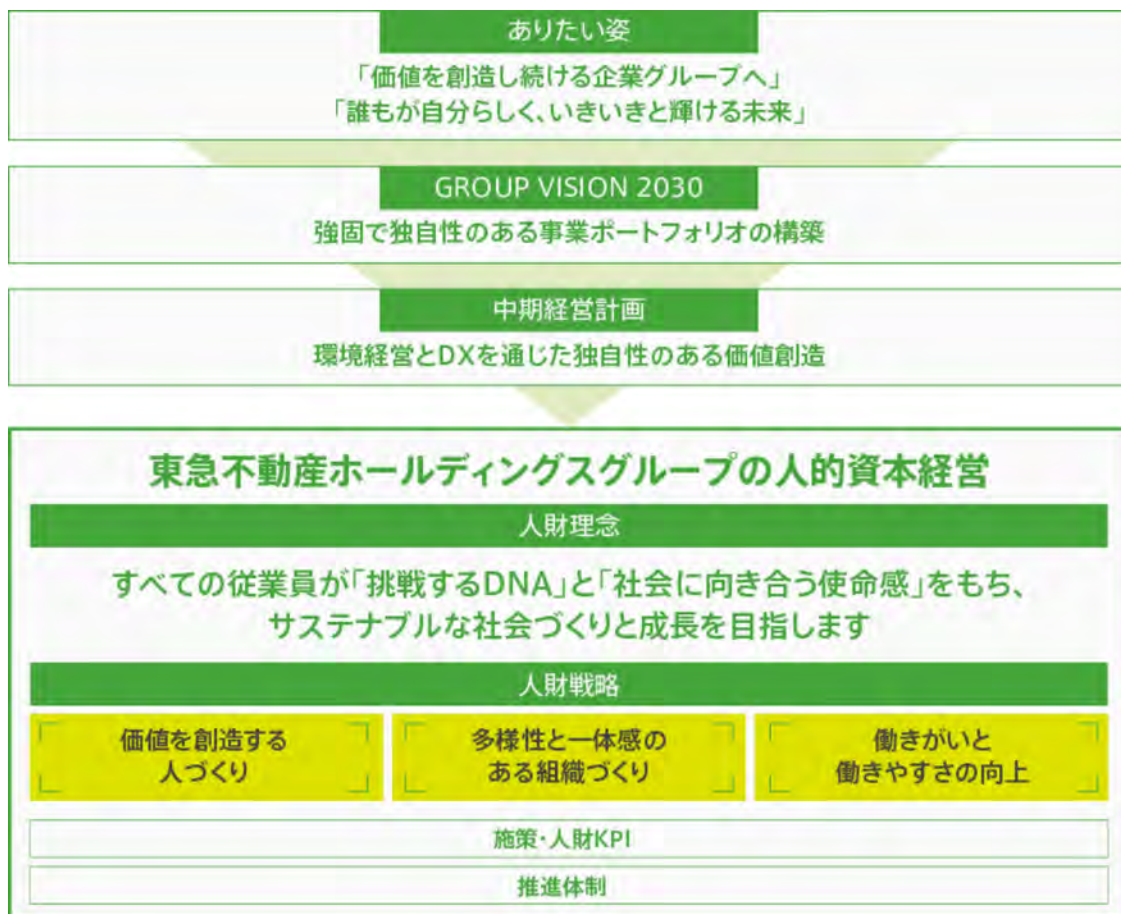 ありたい姿
「価値を創造し続ける企業グループへ」
「誰もが自分らしく、いきいきと輝ける未来」
GROUP VISION 2030
強固で独自性のある事業ポートフォリオの構築
中期経営計画
環境経営とDXを通じた独自性のある価値創造
東急不動産ホールディングスグループの人的資本経営
人財理念
すべての従業員が「挑戦するDNA」と「社会に向き合う使命感」をもち、
サステナブルな社会づくりと成長を目指します
人財戦略
価値を創造する
人づくり
多様性と一体感の
ある組織づくり
働きがいと
働きやすさの向上
施策・人財KPI
推進体制